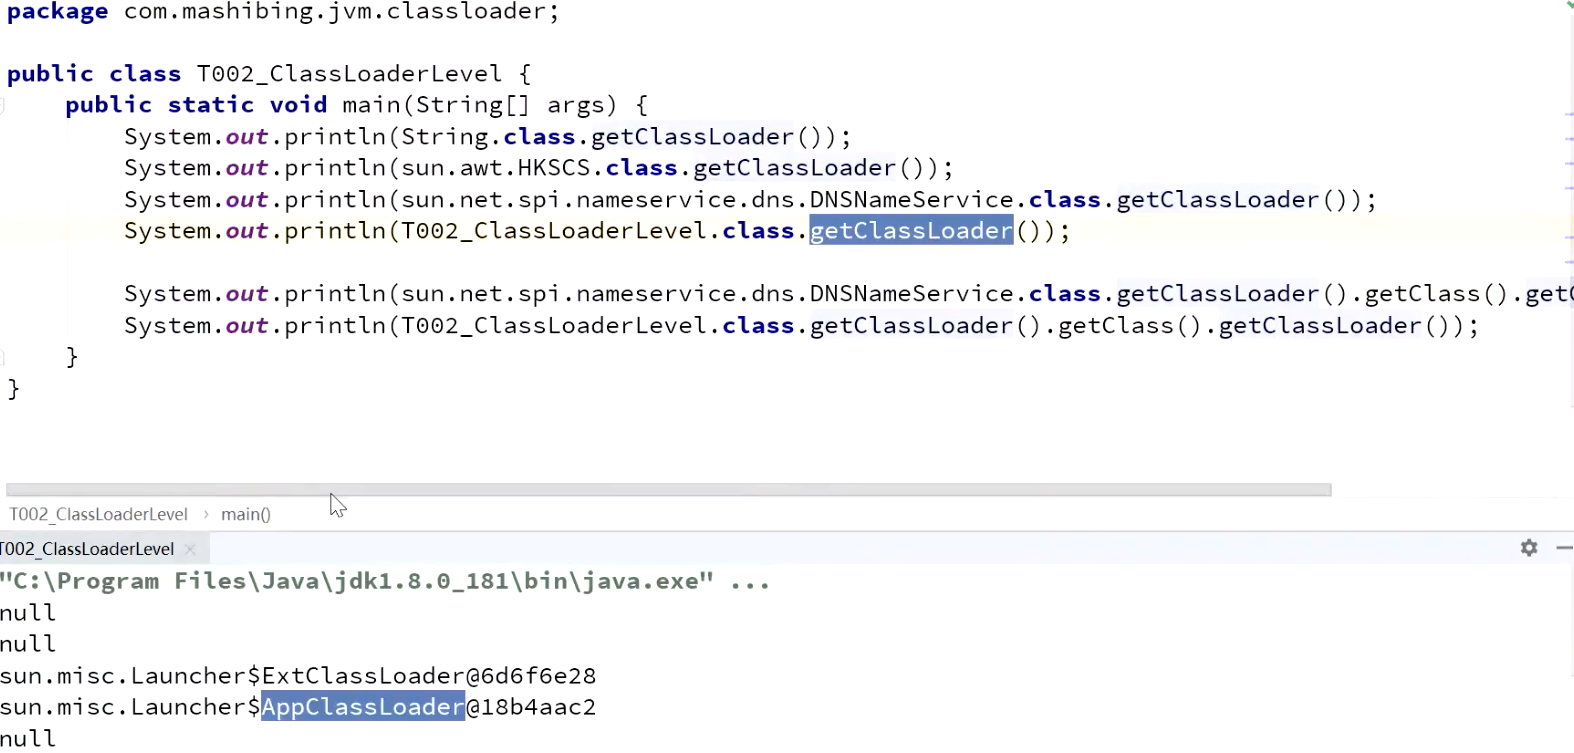 package com.mashibing.jvm.classloader;
public class T002_ClassLoaderLevel {
public static void main(String[] args) {
System.out.println(String.class.getClassLoader());
System.out.println(sun.awt.HKSCS.class.getClassLoader());
System.out.println(sun.net.spi.nameservice.dns.DNSNameService.class.getClassLoader());
System.out.println(T002_ClassLoaderLevel.class.getClassLoader());
System.out.println(sun.net.spi.nameservice.dns.DNSNameService.class.getClassLoader().getClass().get
System.out.println(T002_ClassLoaderLevel.class.getClassLoader().getClass().getClassLoader());
}
}
T002_ClassLoaderLevel › main()
T002_ClassLoaderLevel ×
"C:\Program Files\Java\jdk1.8.0_181\bin\java.exe" ...
null
null
sun.misc.Launcher$ExtClassLoader@6d6f6e28
sun.misc.Launcher$AppClassLoader@18b4aac2
null